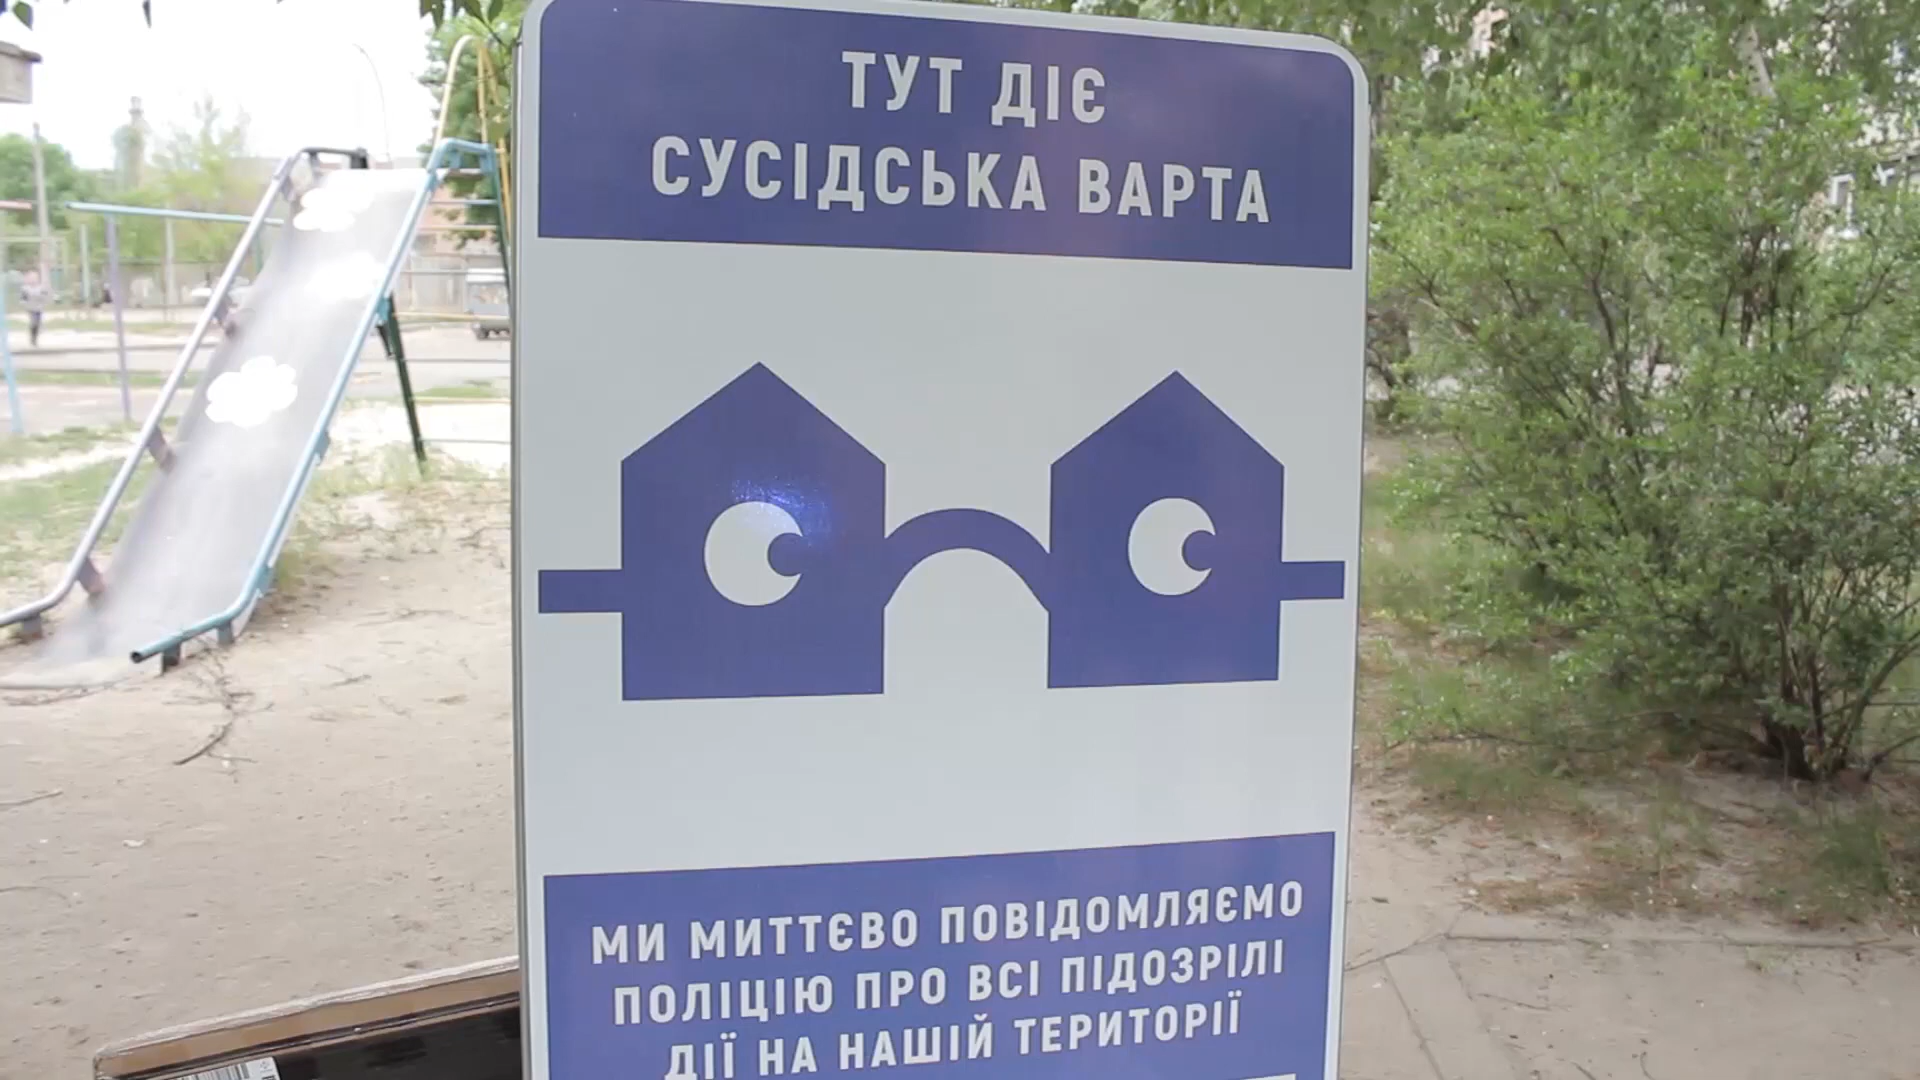 ТУТ ДІЄ
СУСІДСЬКА ВАРТА
МИ МИТТЄВО ПОВІДОМЛЯЄМО
ПОЛІЦІЮ ПРО ВСІ ПІДОЗРІЛІ
ДІЇ НА НАШІЙ ТЕРИТОРІЇ